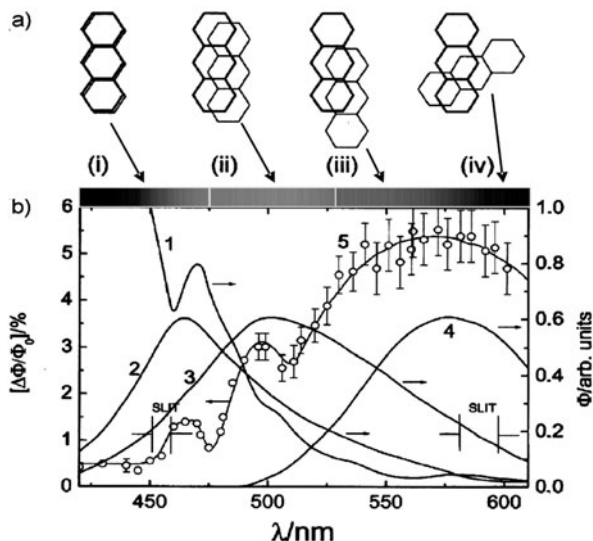 a)
(i) (ii) (iii) (iv)
b)
6 5 4 3 2 1 0
[ΔΦ/Φ₀]/%
1 2 3 4 5
SLIT
SLIT
1.0 0.8 0.6 0.4 0.2 0.0
Φ/arb. units
450 500 550 600
λ/nm